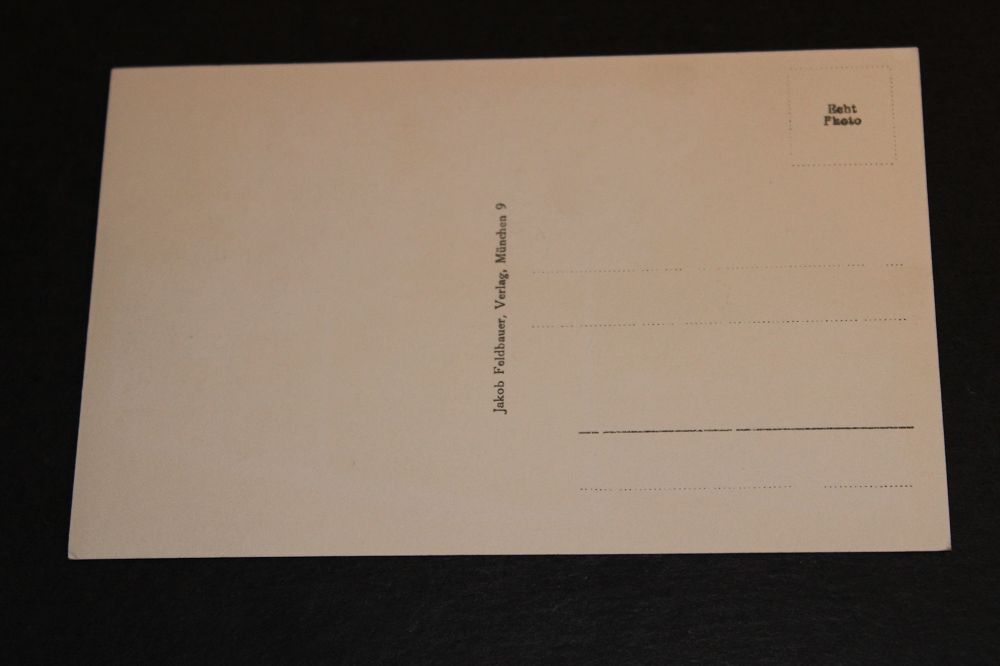 Echt
Photo
Jakob Feldbauer, Verlag, München 9